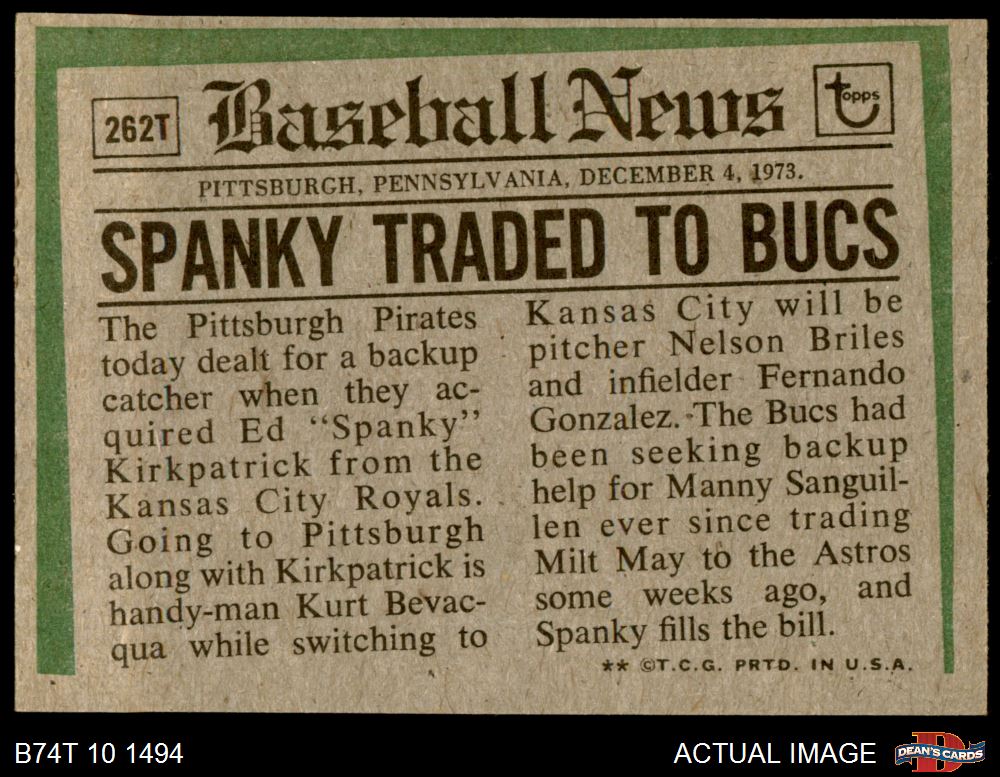 262T
Baseball News
Topps
PITTSBURGH, PENNSYLVANIA, DECEMBER 4, 1973.
SPANKY TRADED TO BUCS
The Pittsburgh Pirates
today dealt for a backup
catcher when they ac-
quired Ed “Spanky”
Kirkpatrick from the
Kansas City Royals.
Going to Pittsburgh
along with Kirkpatrick is
handy-man Kurt Bevac-
qua while switching to
Kansas City will be
pitcher Nelson Briles
and infielder Fernando
Gonzalez. The Bucs had
been seeking backup
help for Manny Sanguil-
len ever since trading
Milt May to the Astros
some weeks ago, and
Spanky fills the bill.
** ©T.C.G. PRTD. IN U.S.A.
B74T 10 1494
ACTUAL IMAGE
D
DEAN'S CARDS